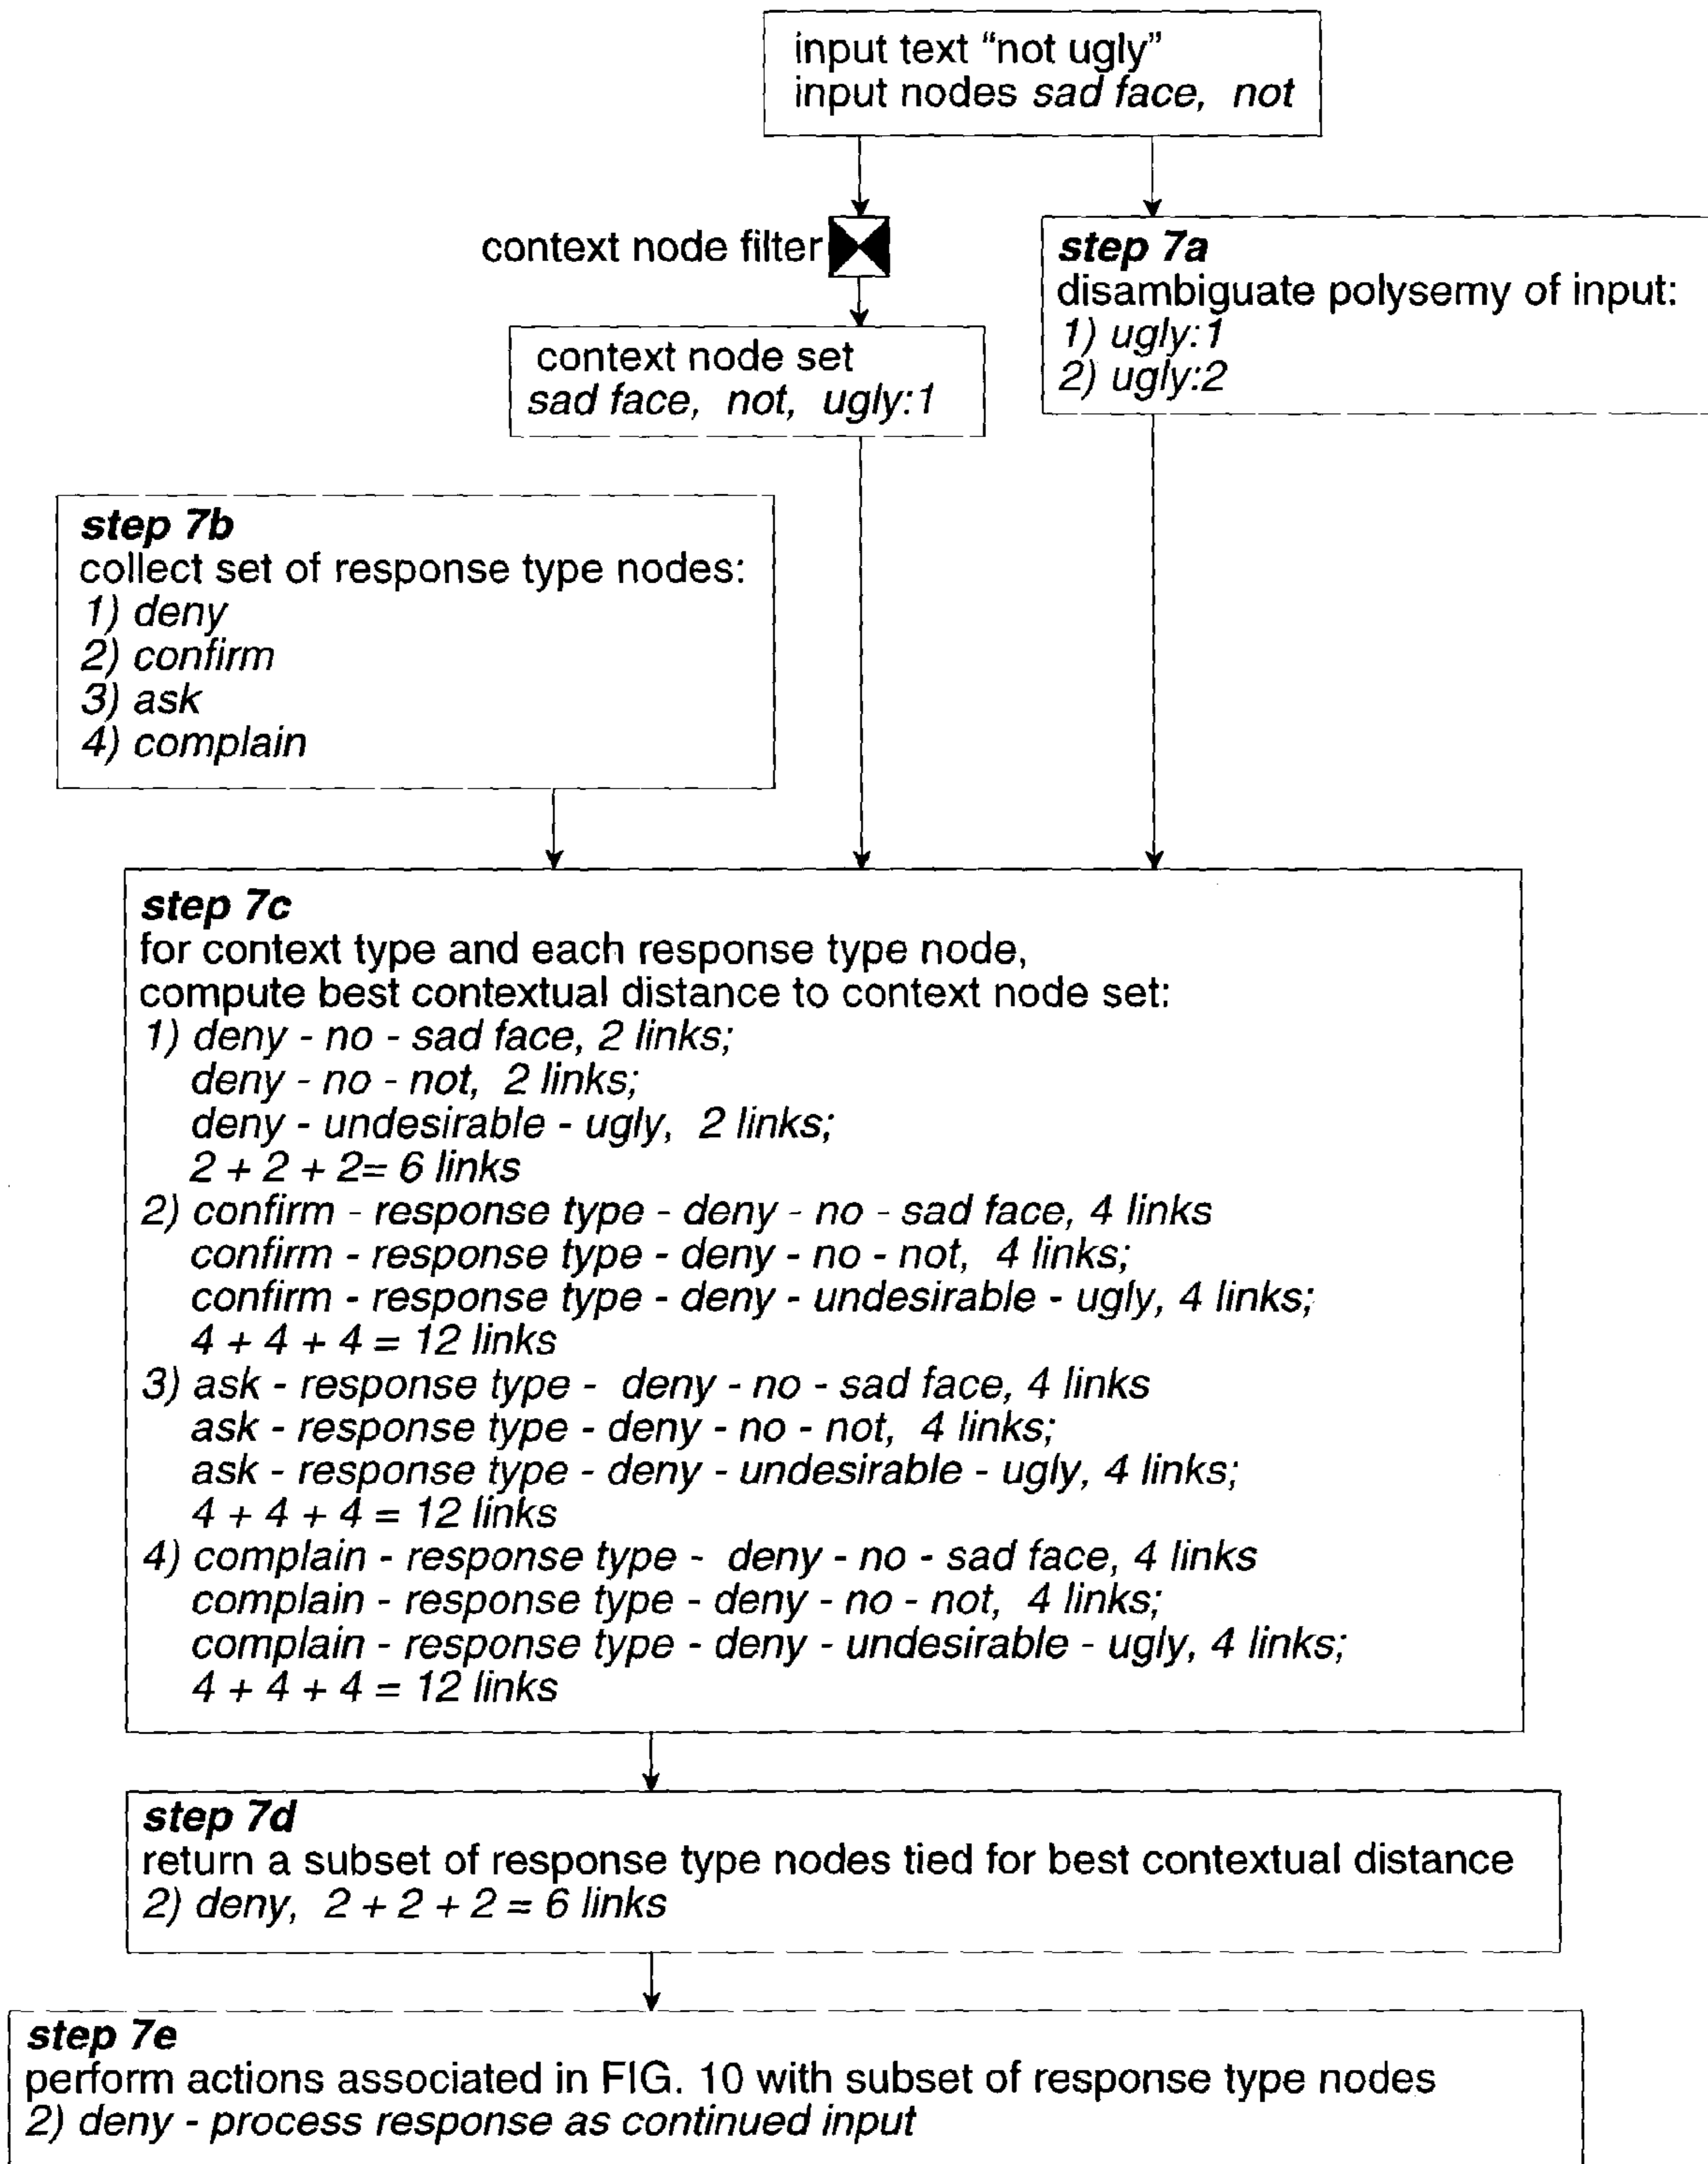 input text “not ugly”
input nodes sad face, not
context node filter
step 7a
disambiguate polysemy of input:
1) ugly:1
2) ugly:2
context node set
sad face, not, ugly:1
step 7b
collect set of response type nodes:
1) deny
2) confirm
3) ask
4) complain
step 7c
for context type and each response type node,
compute best contextual distance to context node set:
1) deny - no - sad face, 2 links;
deny - no - not, 2 links;
deny - undesirable - ugly, 2 links;
2 + 2 + 2= 6 links
2) confirm - response type - deny - no - sad face, 4 links
confirm - response type - deny - no - not, 4 links;
confirm - response type - deny - undesirable - ugly, 4 links;
4 + 4 + 4 = 12 links
3) ask - response type - deny - no - sad face, 4 links
ask - response type - deny - no - not, 4 links;
ask - response type - deny - undesirable - ugly, 4 links;
4 + 4 + 4 = 12 links
4) complain - response type - deny - no - sad face, 4 links
complain - response type - deny - no - not, 4 links;
complain - response type - deny - undesirable - ugly, 4 links;
4 + 4 + 4 = 12 links
step 7d
return a subset of response type nodes tied for best contextual distance
2) deny, 2 + 2 + 2 = 6 links
step 7e
perform actions associated in FIG. 10 with subset of response type nodes
2) deny - process response as continued input